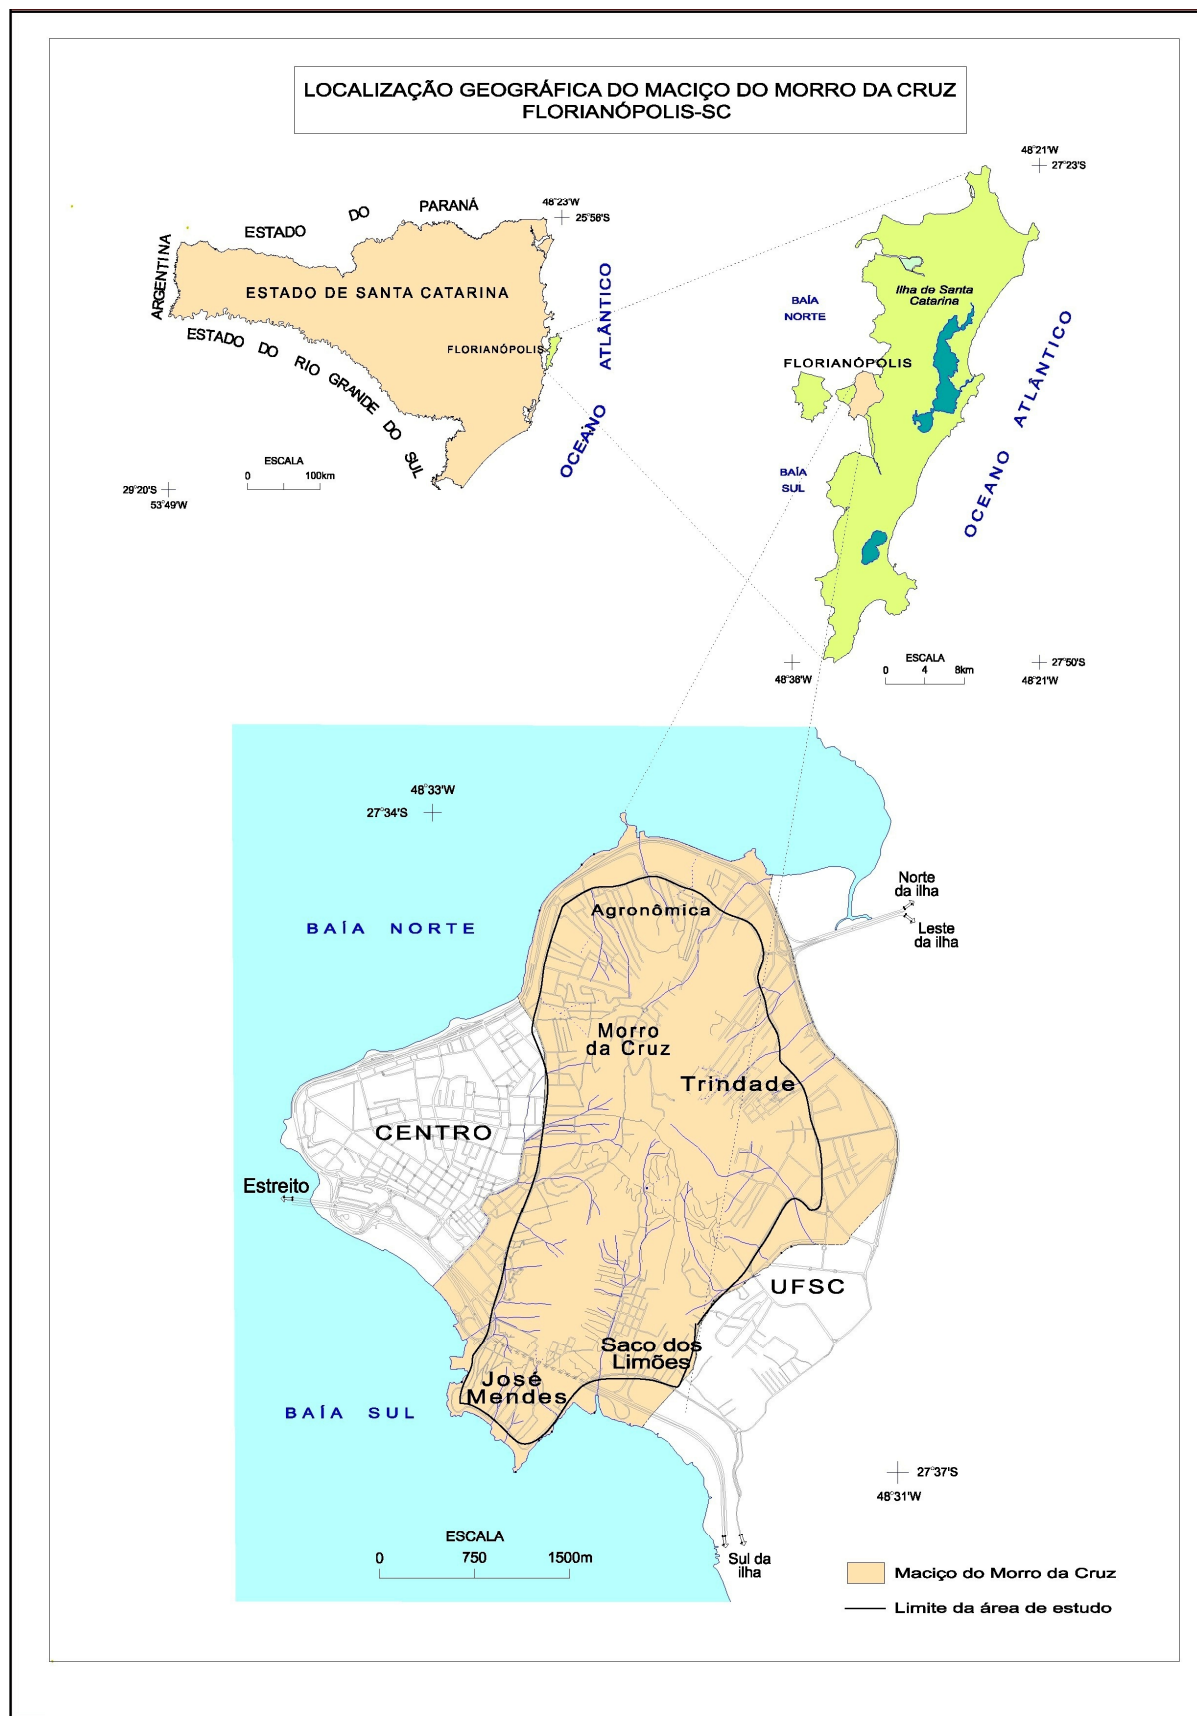 LOCALIZAÇÃO GEOGRÁFICA DO MACIÇO DO MORRO DA CRUZ
FLORIANÓPOLIS-SC
ESTADO DO PARANÁ
48°23'W
25°58'S
ARGENTINA
ESTADO DE SANTA CATARINA
FLORIANÓPOLIS
ESTADO DO RIO GRANDE DO SUL
OCEANO ATLÂNTICO
ESCALA
0 100km
29°20'S
53°49'W
48°21'W
27°23'S
Ilha de Santa
Catarina
BAÍA
NORTE
FLORIANÓPOLIS
BAÍA
SUL
OCEANO ATLÂNTICO
ESCALA
0 4 8km
48°36'W
27°50'S
48°21'W
48°33'W
27°34'S
Norte
da ilha
Leste
da ilha
BAÍA NORTE
Agronômica
Morro
da Cruz
Trindade
CENTRO
Estreito
UFSC
Saco dos
Limões
José
Mendes
BAÍA SUL
27°37'S
48°31'W
ESCALA
0 750 1500m
Sul da
ilha
Maciço do Morro da Cruz
Limite da área de estudo